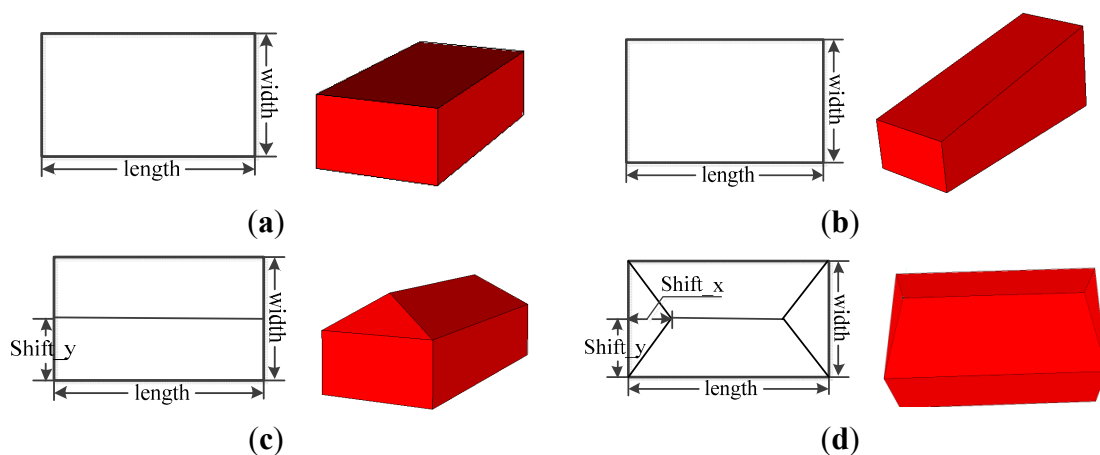 width
length
(a)
width
length
(b)
Shift_y
width
length
(c)
Shift_x
Shift_y
width
length
(d)